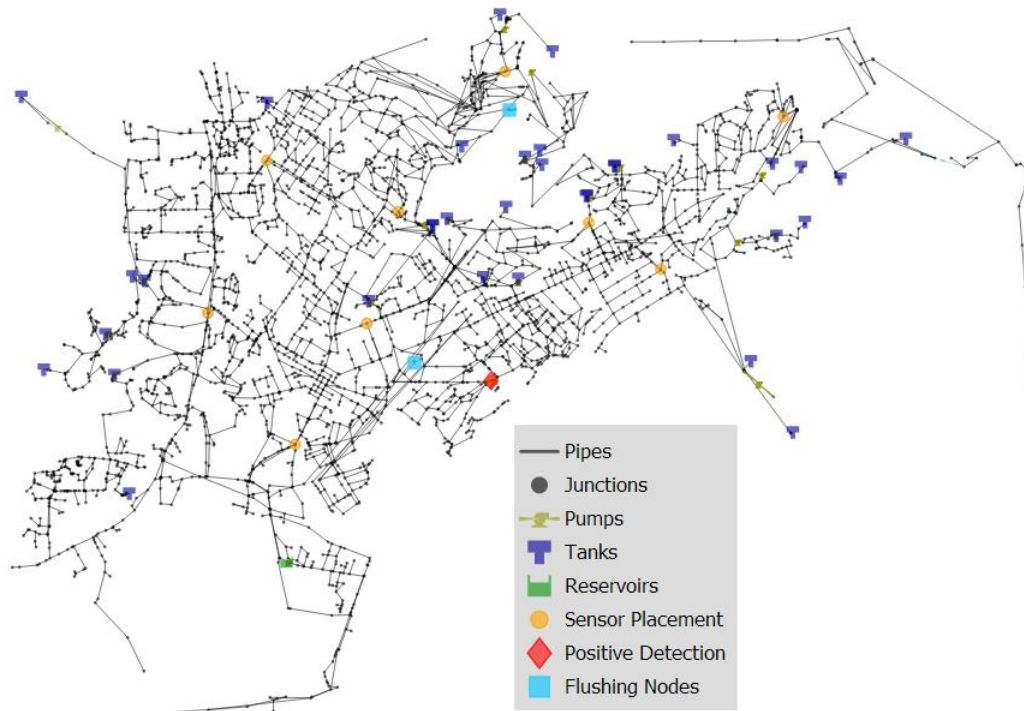 Pipes
Junctions
Pumps
Tanks
Reservoirs
Sensor Placement
Positive Detection
Flushing Nodes